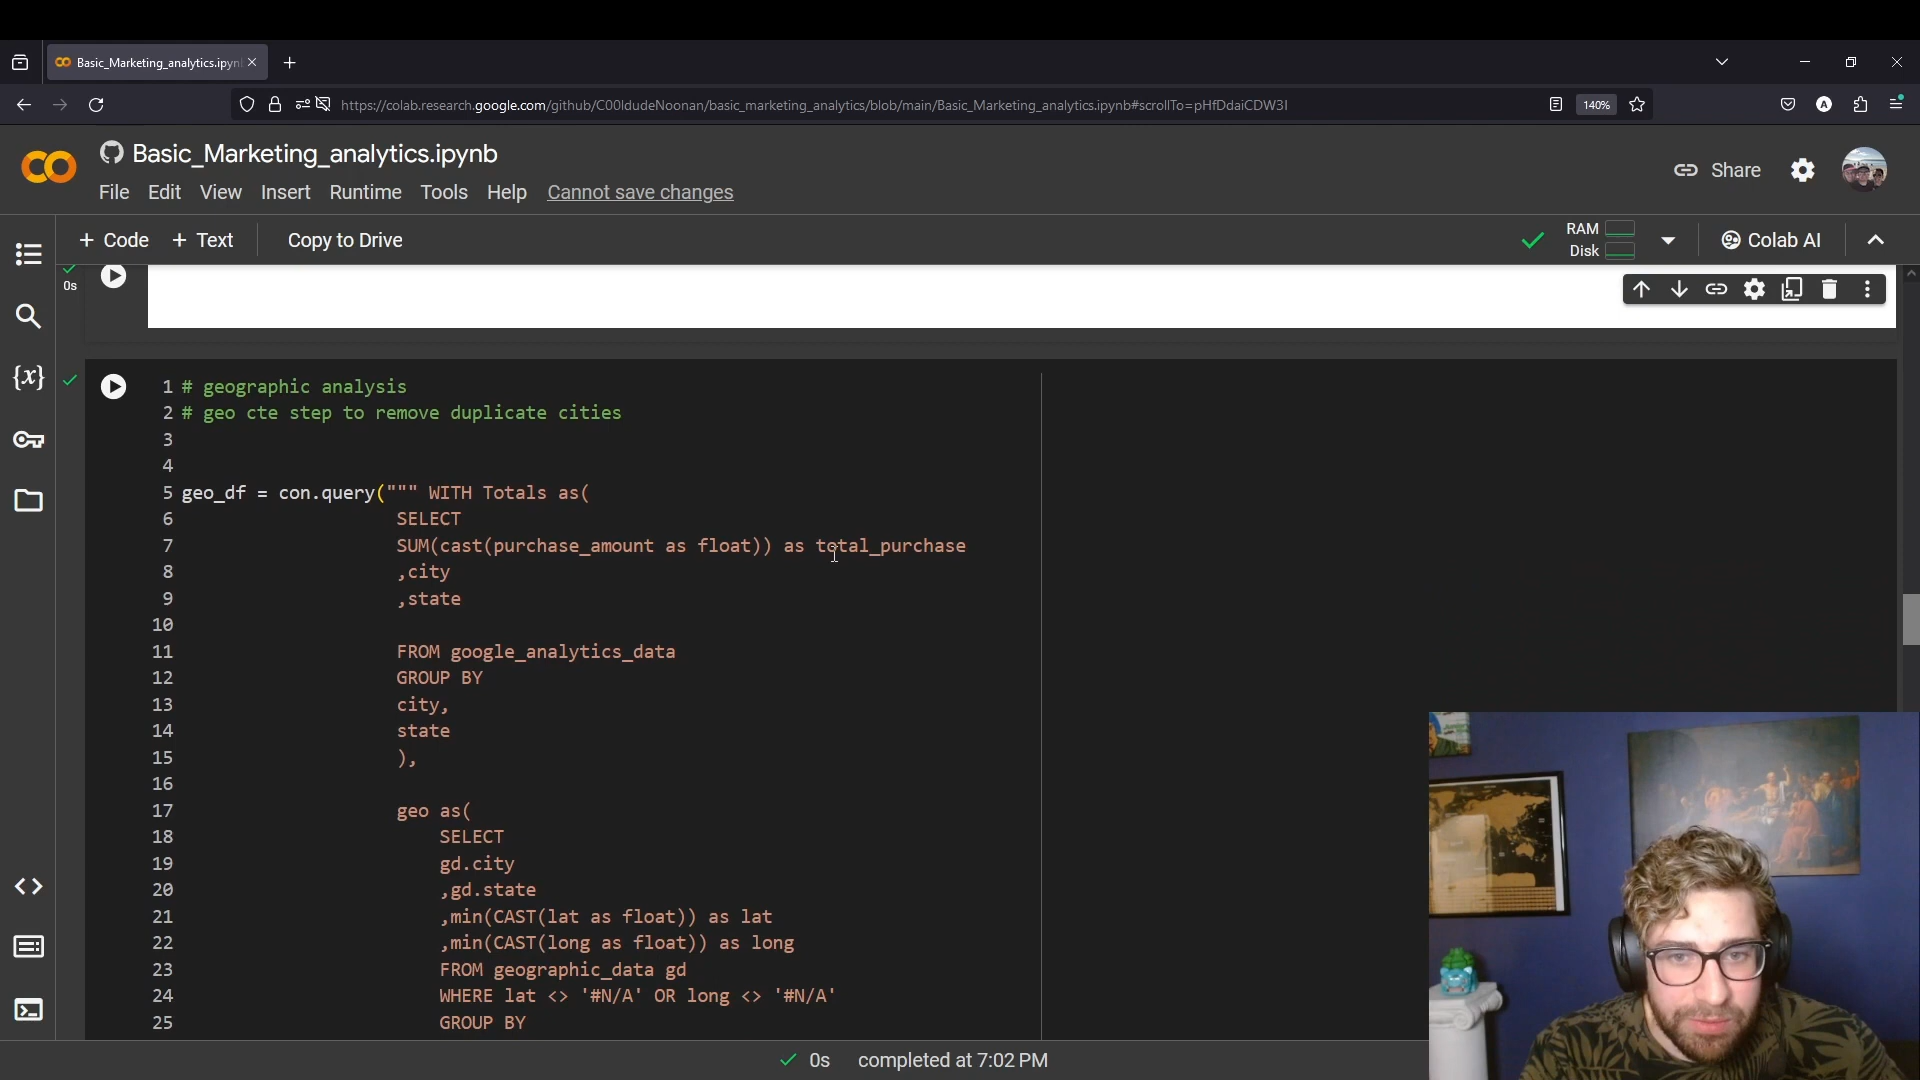 Basic_Marketing_analytics.ipyn
https://colab.research.google.com/github/C00ldudeNoonan/basic_marketing_analytics/blob/main/Basic_Marketing_analytics.ipynb#scrollTo=pHfDdaiCDW3I
140%
A
Basic_Marketing_analytics.ipynb
Share
File Edit View Insert Runtime Tools Help Cannot save changes
+ Code + Text Copy to Drive
RAM
Disk
Colab AI
0s
{x}
1 # geographic analysis
2 # geo cte step to remove duplicate cities
3
4
5 geo_df = con.query(""" WITH Totals as(
6 SELECT
7 SUM(cast(purchase_amount as float)) as total_purchase
8 ,city
9 ,state
10
11 FROM google_analytics_data
12 GROUP BY
13 city,
14 state
15 ),
16
17 geo as(
18 SELECT
19 gd.city
20 ,gd.state
21 ,min(CAST(lat as float)) as lat
22 ,min(CAST(long as float)) as long
23 FROM geographic_data gd
24 WHERE lat <> '#N/A' OR long <> '#N/A'
25 GROUP BY
0s completed at 7:02 PM